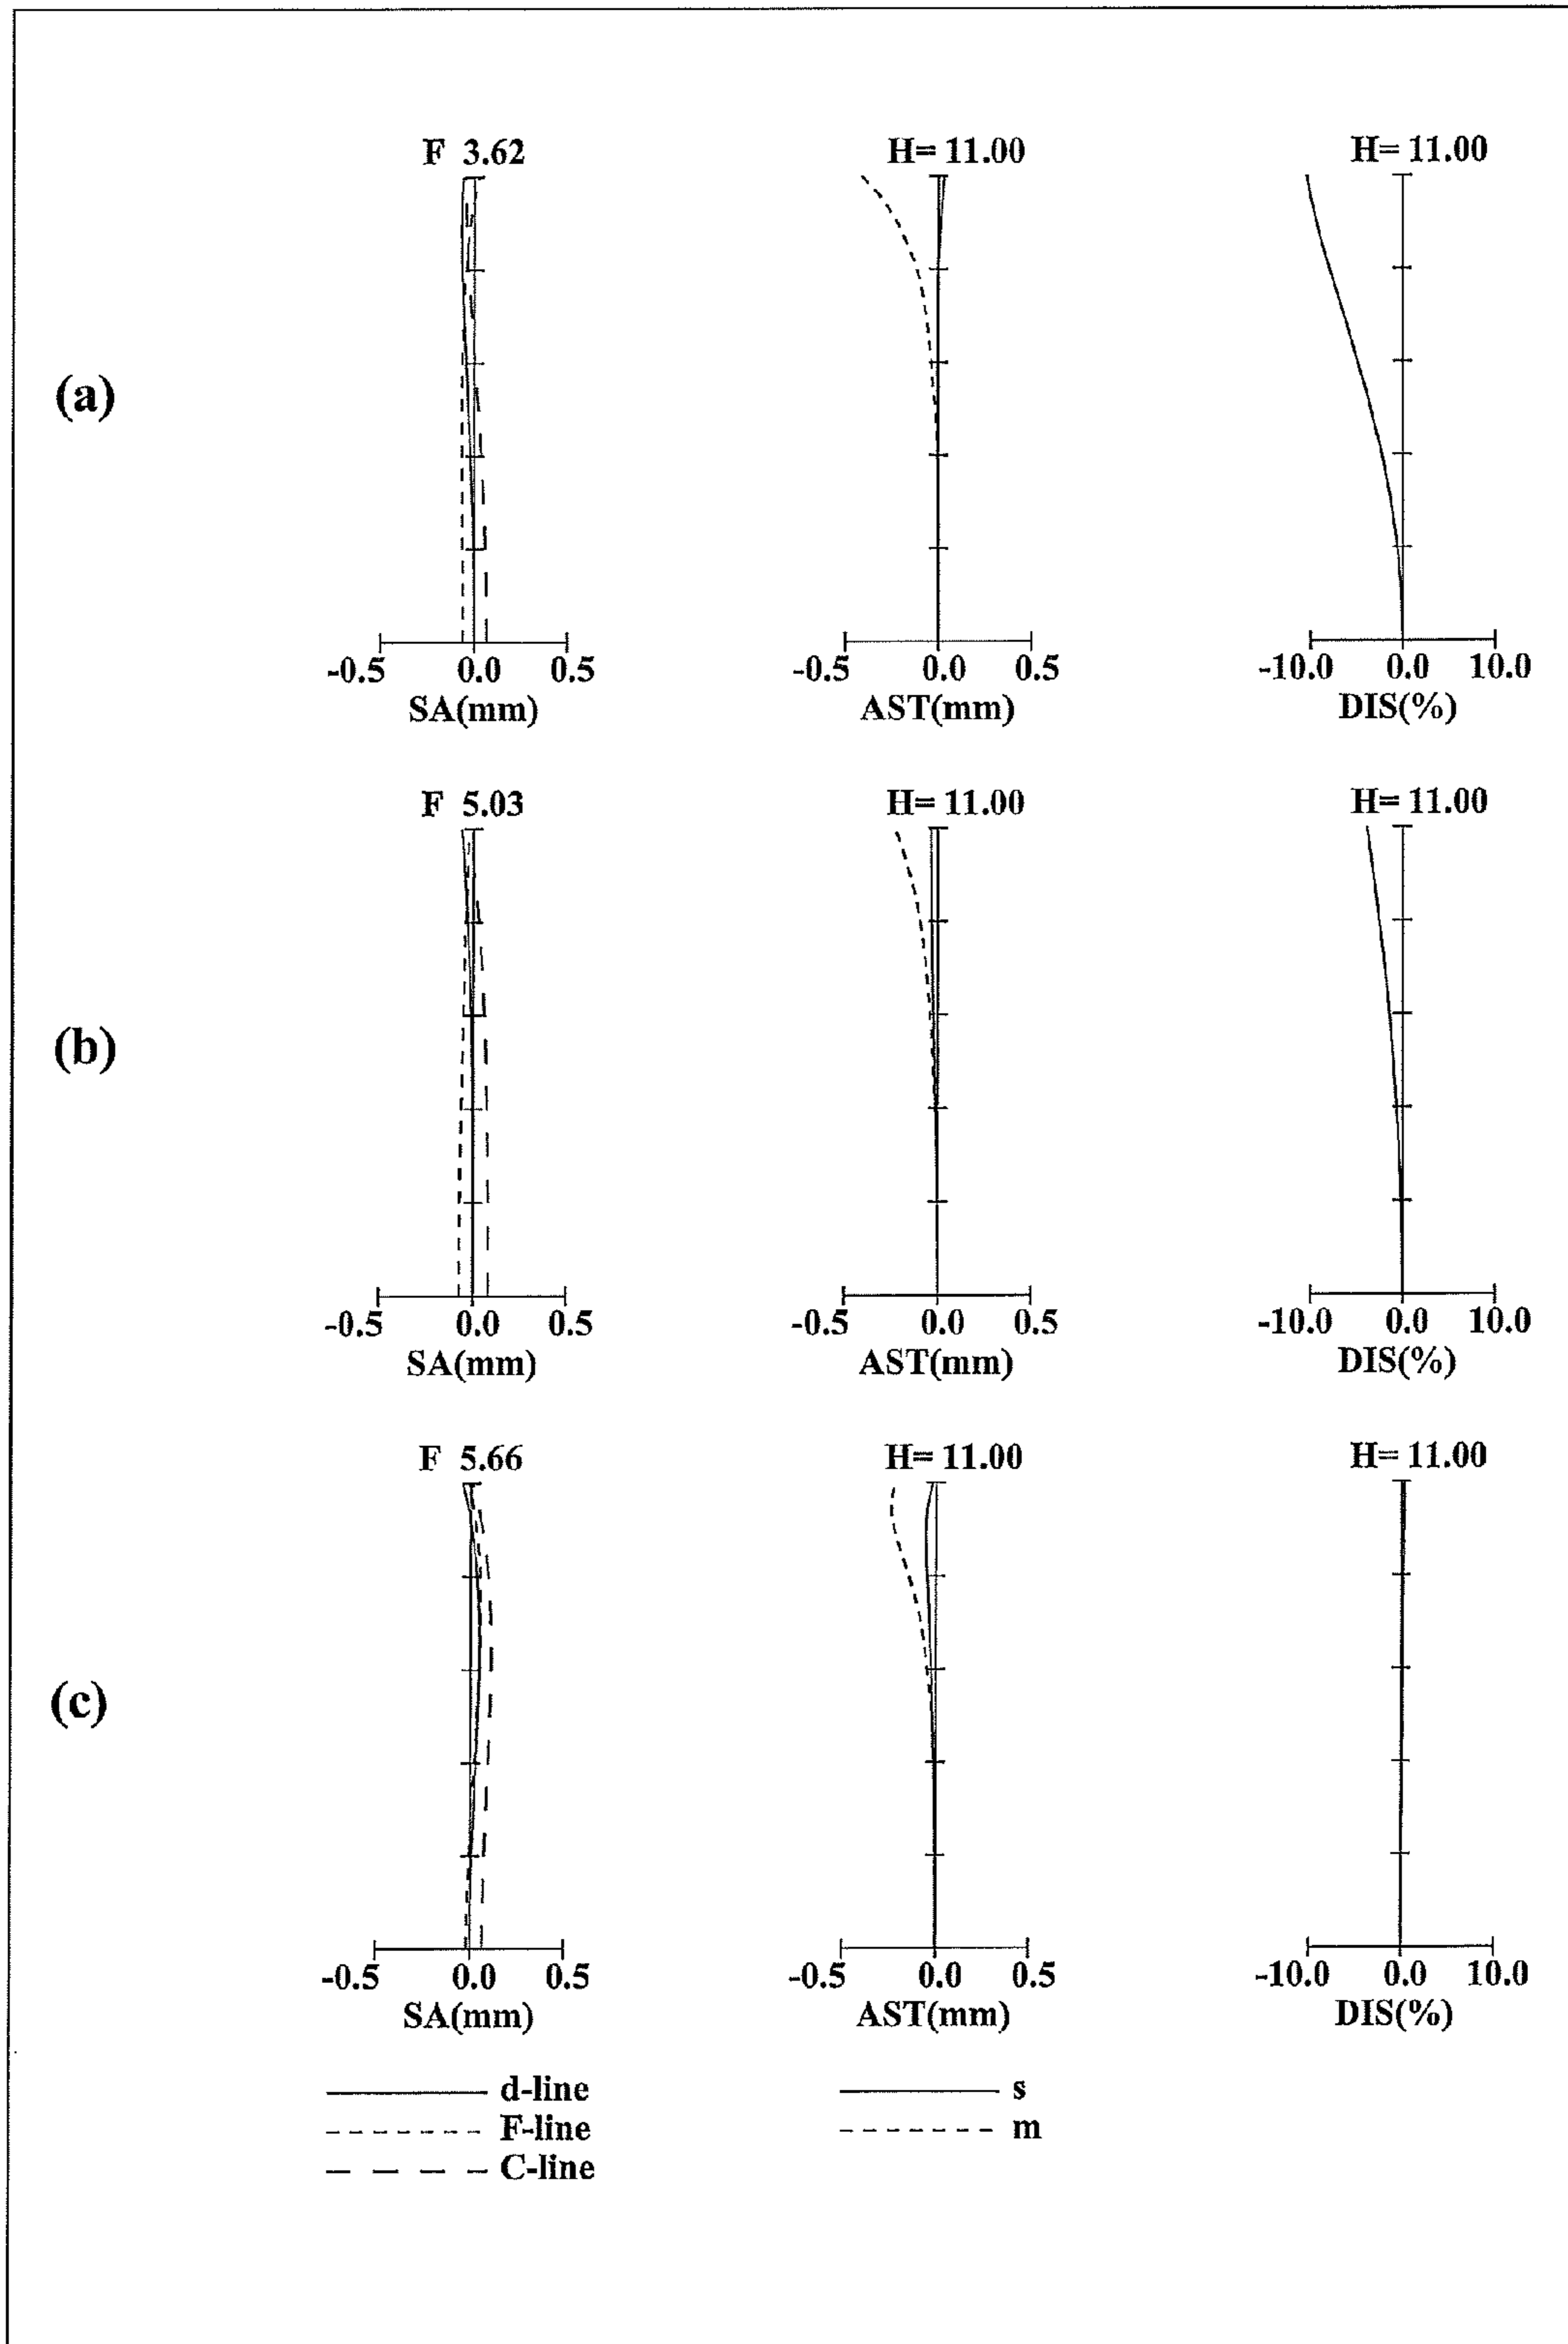 F 3.62
H= 11.00
H= 11.00
(a)
-0.5 0.0 0.5
SA(mm)
-0.5 0.0 0.5
AST(mm)
-10.0 0.0 10.0
DIS(%)
F 5.03
H= 11.00
H= 11.00
(b)
-0.5 0.0 0.5
SA(mm)
-0.5 0.0 0.5
AST(mm)
-10.0 0.0 10.0
DIS(%)
F 5.66
H= 11.00
H= 11.00
(c)
-0.5 0.0 0.5
SA(mm)
-0.5 0.0 0.5
AST(mm)
-10.0 0.0 10.0
DIS(%)
d-line
F-line
C-line
s
m